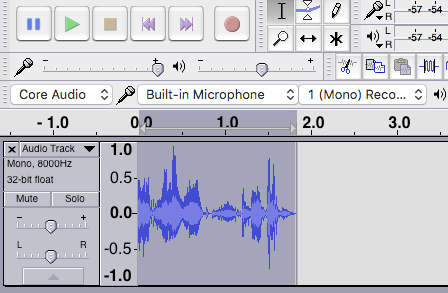 L
R
-57 -54
L
R
-57 -54
Core Audio
Built-in Microphone
1 (Mono) Reco...
- 1.0
0.0
1.0
2.0
3.0
× Audio Track
Mono, 8000Hz
32-bit float
Mute Solo
- +
L R
1.0
0.5
0.0-
-0.5
-1.0